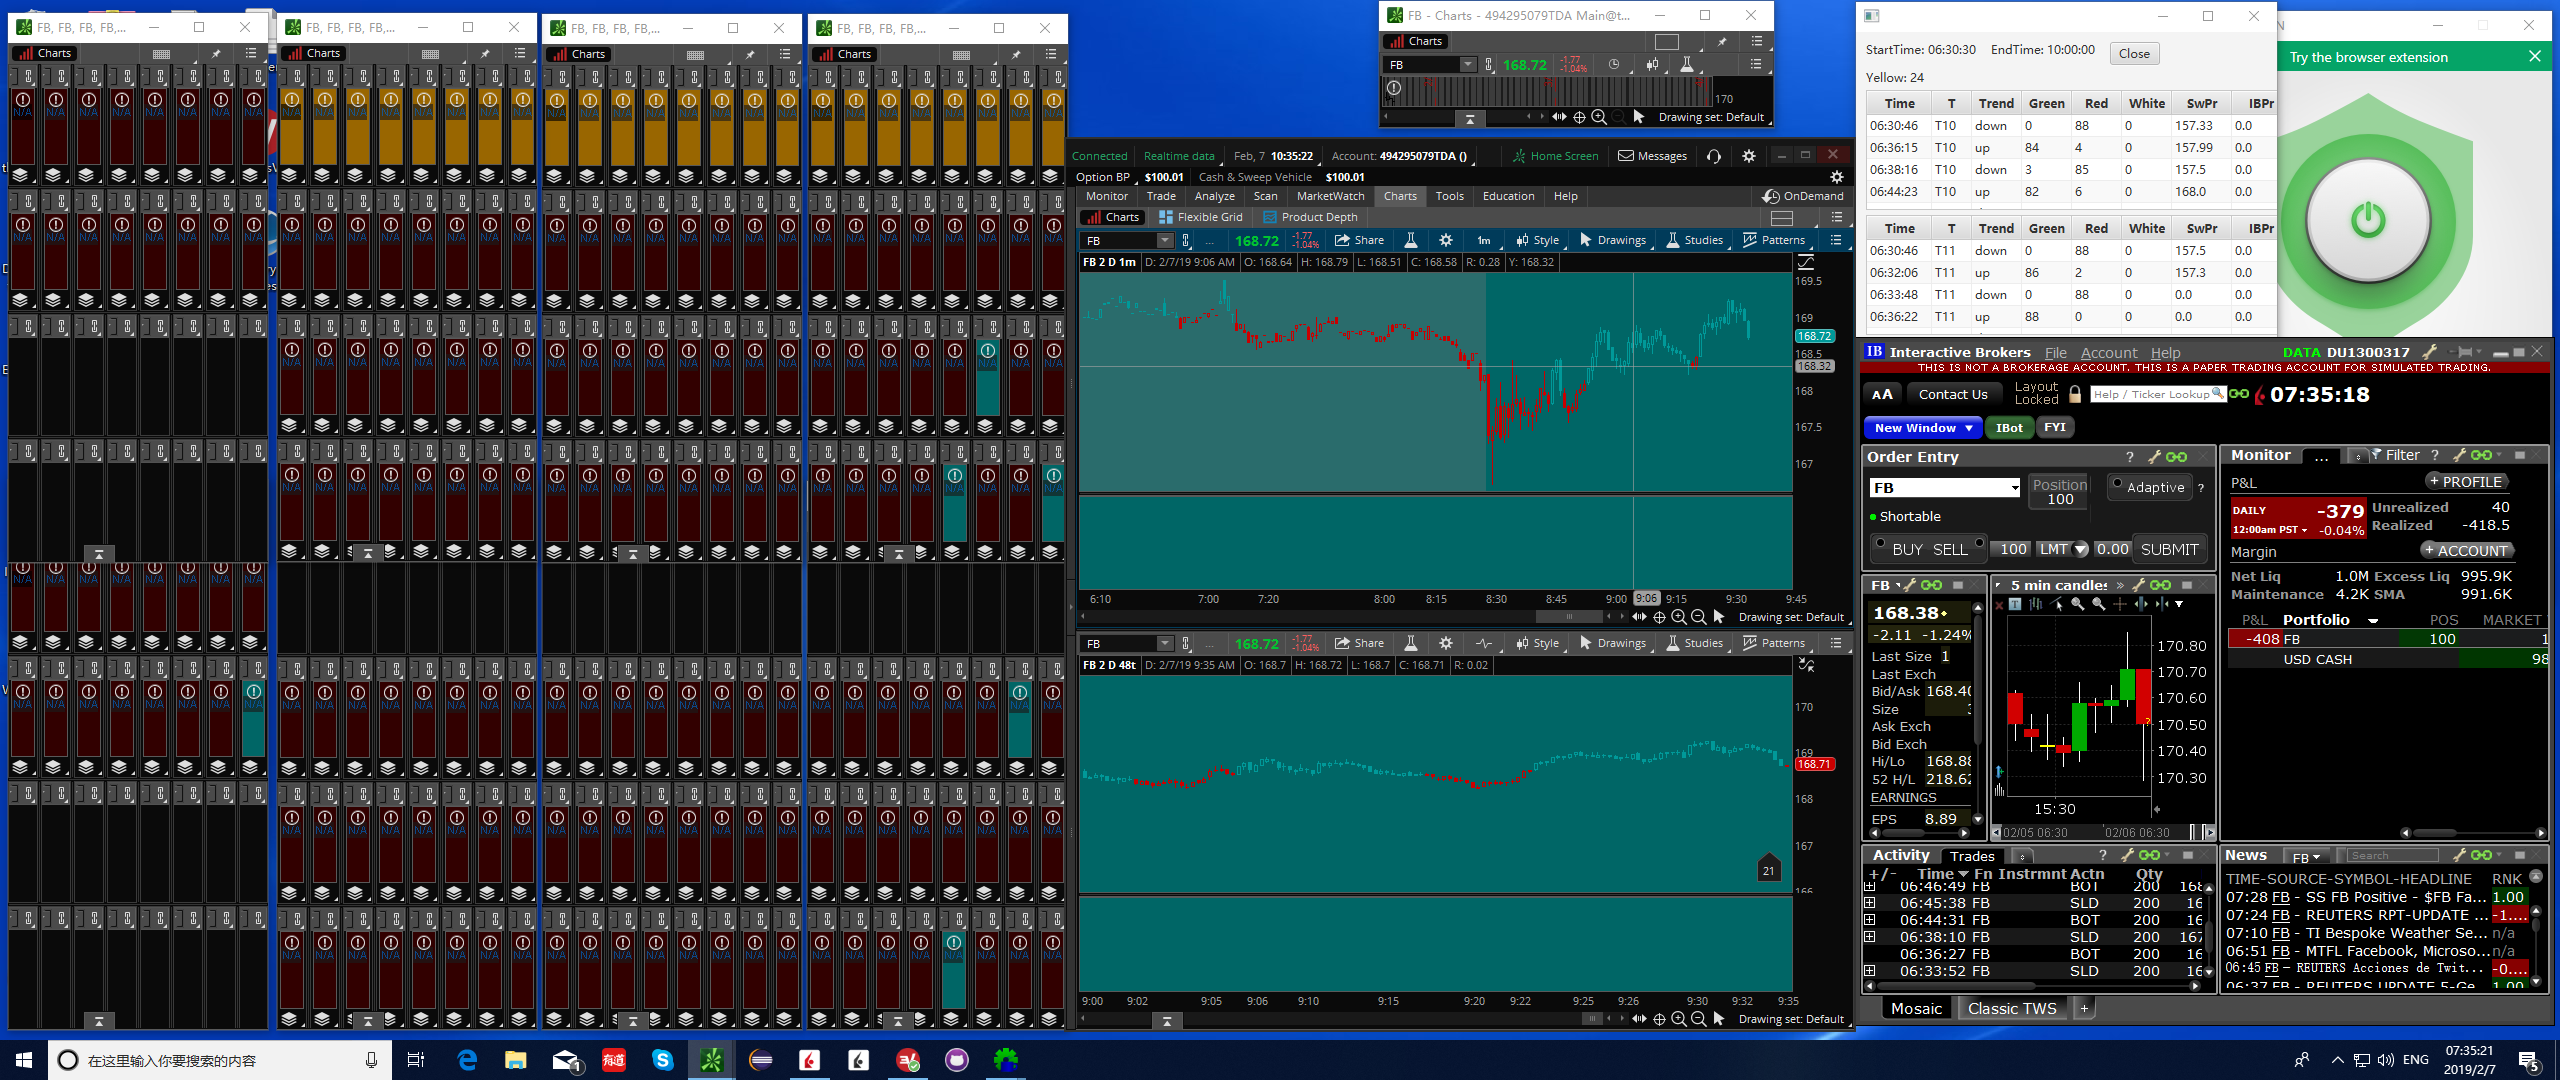 FB, FB, FB, FB,...
Charts
FB, FB, FB, FB,...
Charts
FB, FB, FB, FB,...
Charts
FB, FB, FB, FB,...
Charts
N/A
FB - Charts - 494295079TDA Main@t...
Charts
FB 168.72 -1.77 -1.04%
170
Drawing set: Default
Connected Realtime data Feb, 7 10:35:22 Account: 494295079TDA () Home Screen Messages
Option BP $100.01 Cash & Sweep Vehicle $100.01
Monitor Trade Analyze Scan MarketWatch Charts Tools Education Help OnDemand
Charts Flexible Grid Product Depth
FB 168.72 -1.77 -1.04% Share 1m Style Drawings Studies Patterns
FB 2 D 1m D: 2/7/19 9:06 AM O: 168.64 H: 168.79 L: 168.51 C: 168.58 R: 0.28 Y: 168.32
169.5
169
168.72
168.5
168.32
168
167.5
167
6:10 7:00 7:20 8:00 8:15 8:30 8:45 9:00 9:06 9:15 9:30 9:45
Drawing set: Default
FB 168.72 -1.77 -1.04% Share Style Drawings Studies Patterns
FB 2 D 48t D: 2/7/19 9:35 AM O: 168.7 H: 168.72 L: 168.7 C: 168.71 R: 0.02
170
169
168.71
168
167
166
21
9:00 9:02 9:05 9:06 9:10 9:15 9:20 9:22 9:25 9:26 9:30 9:32 9:35
Drawing set: Default
StartTime: 06:30:30 EndTime: 10:00:00 Close
Yellow: 24
Time T Trend Green Red White SwPr IBPr
06:30:46 T10 down 0 88 0 157.33 0.0
06:36:15 T10 up 84 4 0 157.99 0.0
06:38:16 T10 down 3 85 0 157.5 0.0
06:44:23 T10 up 82 6 0 168.0 0.0
Time T Trend Green Red White SwPr IBPr
06:30:46 T11 down 0 88 0 157.5 0.0
06:32:06 T11 up 86 2 0 157.3 0.0
06:33:48 T11 down 0 88 0 0.0 0.0
06:36:22 T11 up 88 0 0 0.0 0.0
N
Try the browser extension
IB Interactive Brokers File Account Help DATA DU1300317
THIS IS NOT A BROKERAGE ACCOUNT. THIS IS A PAPER TRADING ACCOUNT FOR SIMULATED TRADING.
AA Contact Us Layout Locked Help / Ticker Lookup 07:35:18
New Window IBot FYI
Order Entry
FB Position 100 Adaptive ?
Shortable
BUY SELL 100 LMT 0.00 SUBMIT
FB
168.38
-2.11 -1.24%
Last Size 1
Last Exch
Bid/Ask 168.40
Size
Ask Exch
Bid Exch
Hi/Lo 168.88
52 H/L 218.62
EARNINGS
EPS 8.89
5 min candles
170.80
170.70
170.60
170.50
170.40
170.30
15:30
02/05 06:30 02/06 06:30
Monitor ... Filter ?
P&L + PROFILE
DAILY -379 Unrealized 40
12:00am PST -0.04% Realized -418.5
Margin + ACCOUNT
Net Liq 1.0M Excess Liq 995.9K
Maintenance 4.2K SMA 991.6K
P&L Portfolio POS MARKET
-408 FB 100 1
USD CASH 98
Activity Trades ?
+/- Time Fn Instrmnt Actn Qty
06:46:49 FB BOT 200 168
06:45:38 FB SLD 200 16
06:44:31 FB BOT 200 16
06:38:10 FB SLD 200 167
06:36:27 FB BOT 200 16
06:33:52 FB SLD 200 16
News FB Search
TIME-SOURCE-SYMBOL-HEADLINE RNK
07:28 FB - SS FB Positive - $FB Fa... 1.00
07:24 FB - REUTERS RPT-UPDATE ... -1....
07:10 FB - TI Bespoke Weather Se... n/a
06:51 FB - MTFL Facebook, Microso... n/a
06:45 FB - REUTERS Acciones de Twit... -0....
06:37 FB - REUTERS UPDATE 5-Ge... 1.00
Mosaic Classic TWS +
在这里输入你要搜索的内容
1
有道
ENG
07:35:21
2019/2/7
5